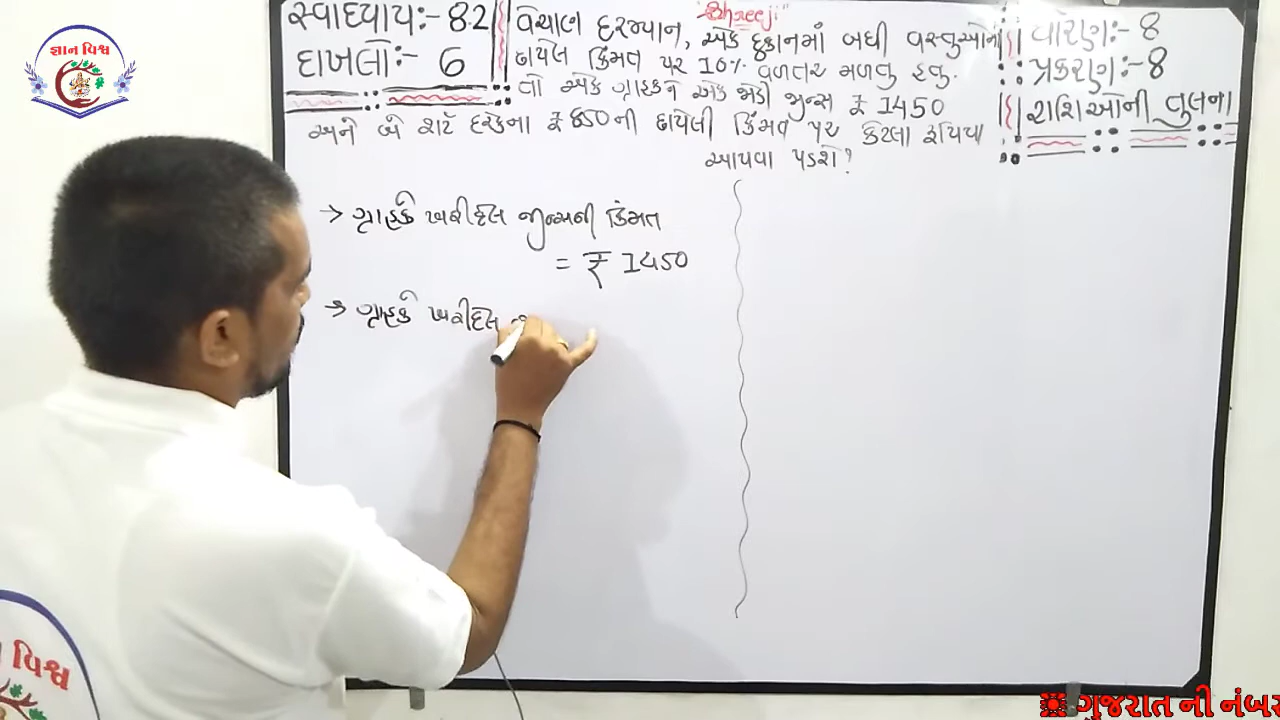 જ્ઞાન વિશ્વ
"Shreeji"
સ્વાધ્યાય:- 8.2
દાખલો:- 6
વેચાણ દરમ્યાન, એક દુકાનમાં બધી વસ્તુઓની
છાપેલ કિંમત પર 10% વળતર મળતુ હતુ.
તો એક ગ્રાહકને એક જોડી જીન્સ ₹ 1450
અને બે શર્ટ દરેકના ₹ 850ની છાપેલી કિંમત પર કેટલા રૂપિયા
આપવા પડશે?
ધોરણ:- 8
પ્રકરણ:-8
રાશિઓની તુલના
→ ગ્રાહકે ખરીદેલ જીન્સની કિંમત
= ₹ 1450
→ ગ્રાહકે ખરીદેલ
વિશ્વ
ગુજરાત ની નંબર